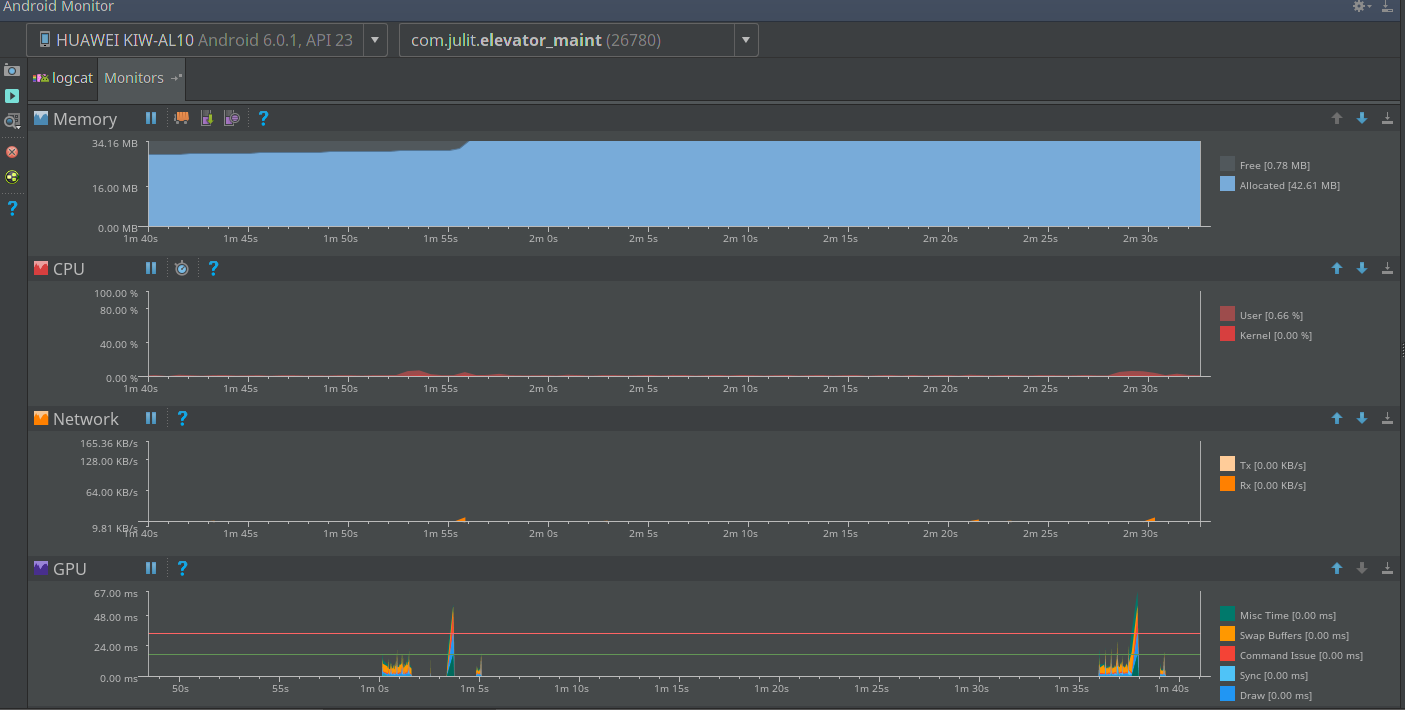 Android Monitor
HUAWEI KIW-AL10 Android 6.0.1, API 23
com.julit.elevator_maint (26780)
logcat
Monitors
Memory
?
34.16 MB
16.00 MB
0.00 MB
Free [0.78 MB]
Allocated [42.61 MB]
1m 40s 1m 45s 1m 50s 1m 55s 2m 0s 2m 5s 2m 10s 2m 15s 2m 20s 2m 25s 2m 30s
?
CPU
?
100.00 %
80.00 %
40.00 %
0.00 %
User [0.66 %]
Kernel [0.00 %]
1m 40s 1m 45s 1m 50s 1m 55s 2m 0s 2m 5s 2m 10s 2m 15s 2m 20s 2m 25s 2m 30s
Network
?
165.36 KB/s
128.00 KB/s
64.00 KB/s
9.81 KB/s
Tx [0.00 KB/s]
Rx [0.00 KB/s]
1m 40s 1m 45s 1m 50s 1m 55s 2m 0s 2m 5s 2m 10s 2m 15s 2m 20s 2m 25s 2m 30s
GPU
?
67.00 ms
48.00 ms
24.00 ms
0.00 ms
Misc Time [0.00 ms]
Swap Buffers [0.00 ms]
Command Issue [0.00 ms]
Sync [0.00 ms]
Draw [0.00 ms]
50s 55s 1m 0s 1m 5s 1m 10s 1m 15s 1m 20s 1m 25s 1m 30s 1m 35s 1m 40s